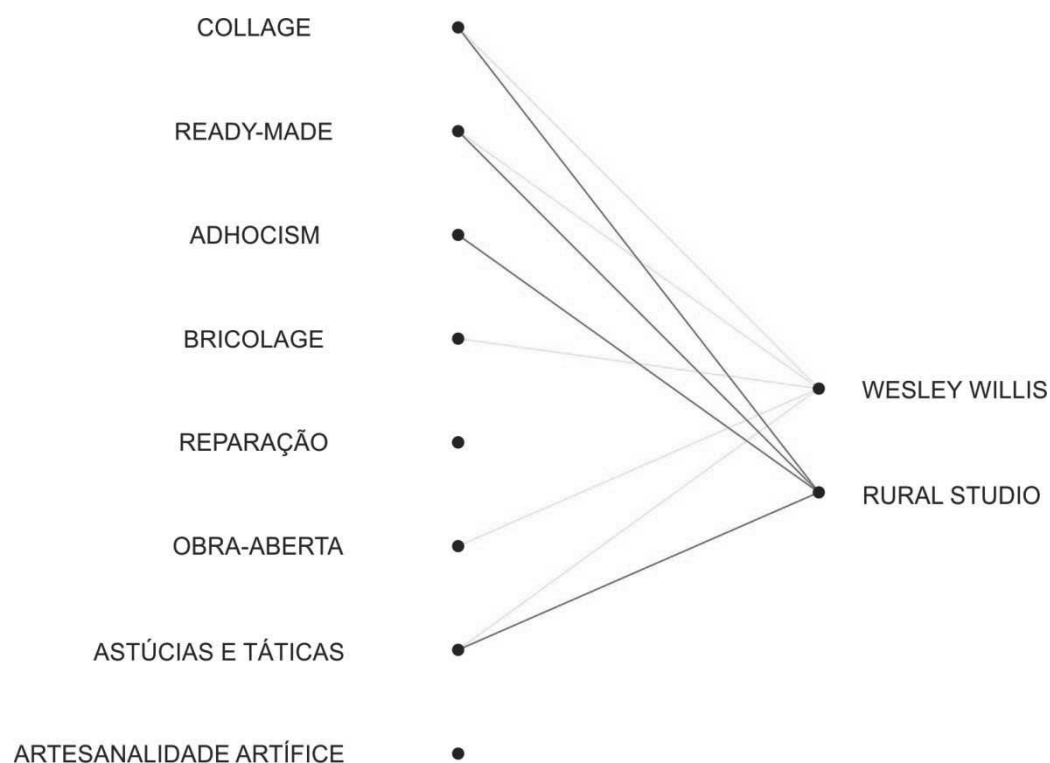 COLLAGE
READY-MADE
ADHOCISM
BRICOLAGE
WESLEY WILLIS
REPARAÇÃO
RURAL STUDIO
OBRA-ABERTA
ASTÚCIAS E TÁTICAS
ARTESANALIDADE ARTÍFICE